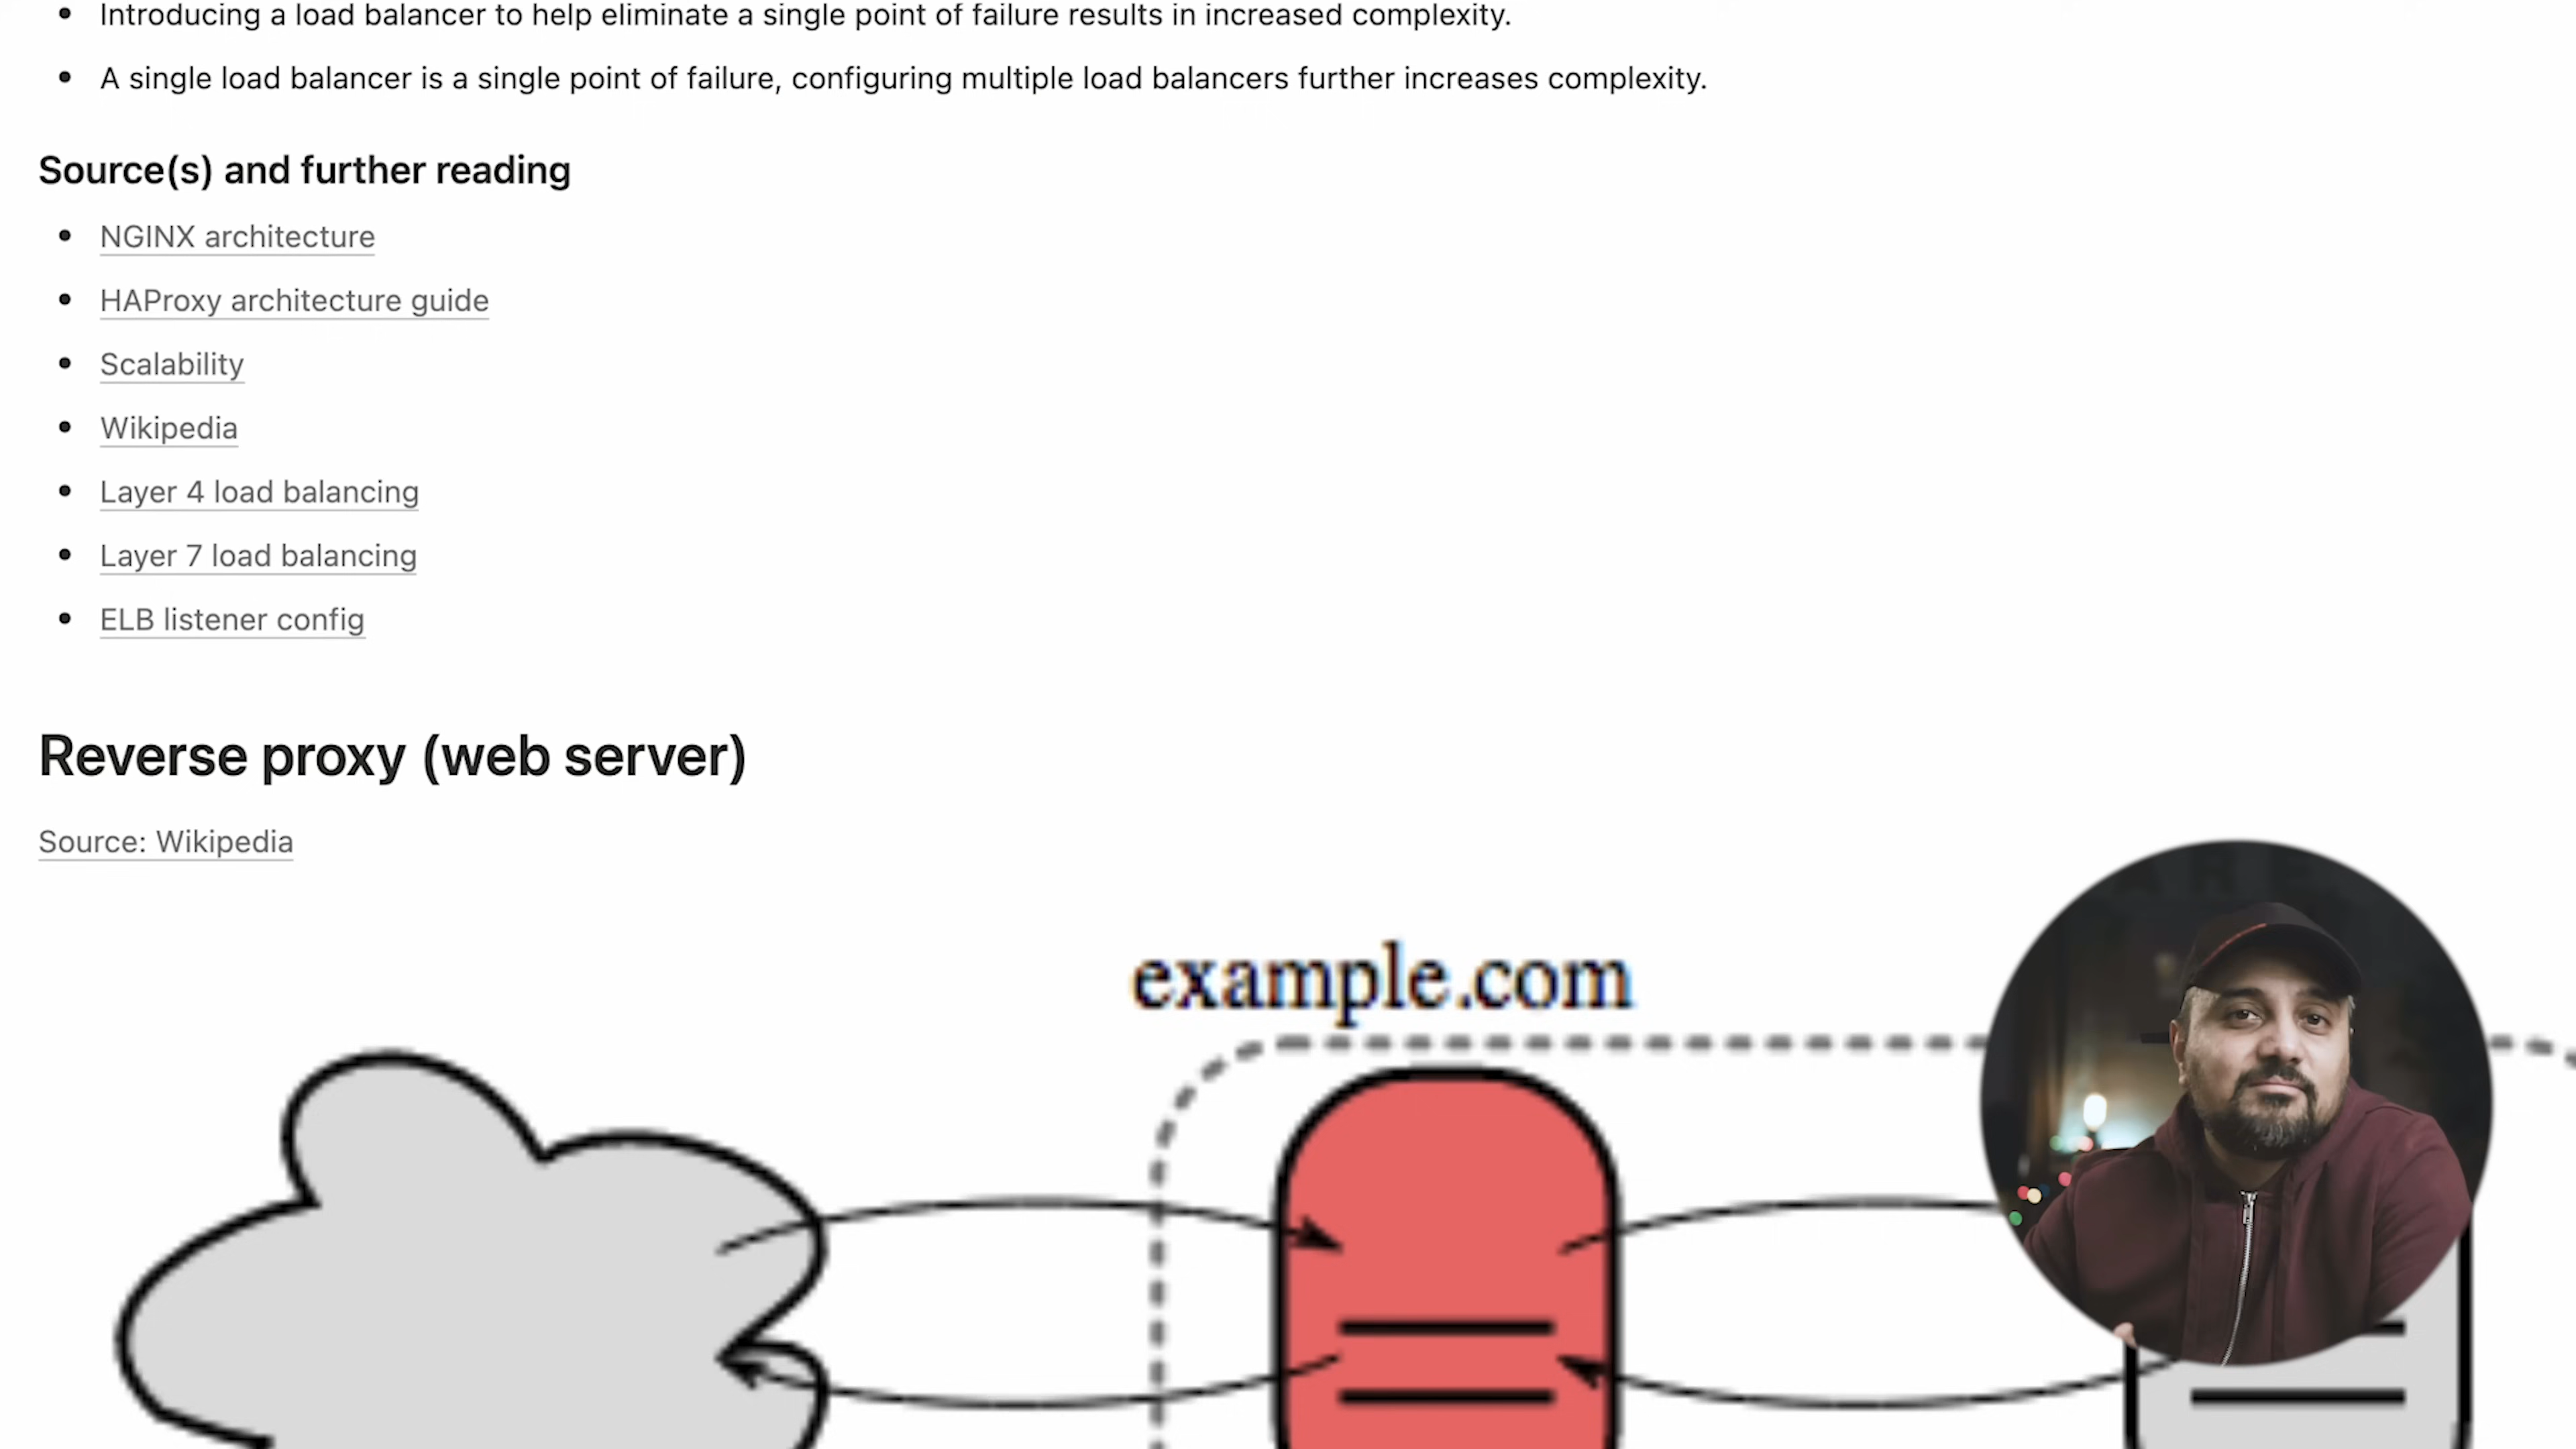 Introducing a load balancer to help eliminate a single point of failure results in increased complexity.
A single load balancer is a single point of failure, configuring multiple load balancers further increases complexity.
Source(s) and further reading
NGINX architecture
HAProxy architecture guide
Scalability
Wikipedia
Layer 4 load balancing
Layer 7 load balancing
ELB listener config
Reverse proxy (web server)
Source: Wikipedia
example.com